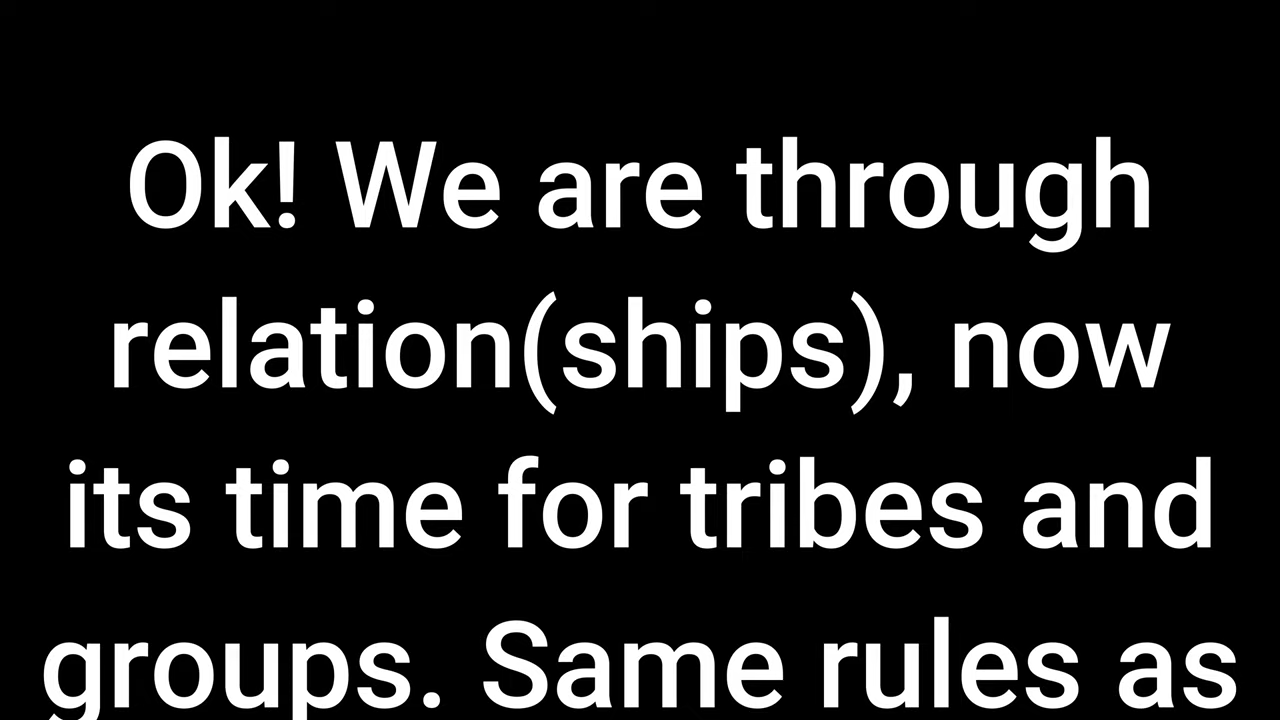 Ok! We are through
relation(ships), now
its time for tribes and
groups. Same rules as